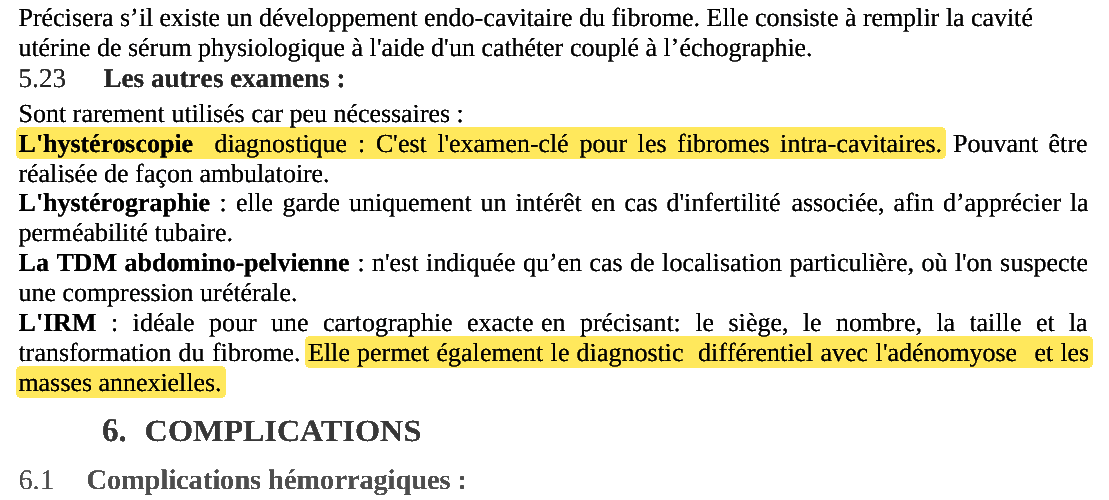 Précisera s’il existe un développement endo-cavitaire du fibrome. Elle consiste à remplir la cavité
utérine de sérum physiologique à l'aide d'un cathéter couplé à l’échographie.
5.23 Les autres examens :
Sont rarement utilisés car peu nécessaires :
L'hystéroscopie diagnostique : C'est l'examen-clé pour les fibromes intra-cavitaires. Pouvant être
réalisée de façon ambulatoire.
L'hystérographie : elle garde uniquement un intérêt en cas d'infertilité associée, afin d’apprécier la
perméabilité tubaire.
La TDM abdomino-pelvienne : n'est indiquée qu’en cas de localisation particulière, où l'on suspecte
une compression urétérale.
L'IRM : idéale pour une cartographie exacte en précisant: le siège, le nombre, la taille et la
transformation du fibrome. Elle permet également le diagnostic différentiel avec l'adénomyose et les
masses annexielles.
6. COMPLICATIONS
6.1 Complications hémorragiques :